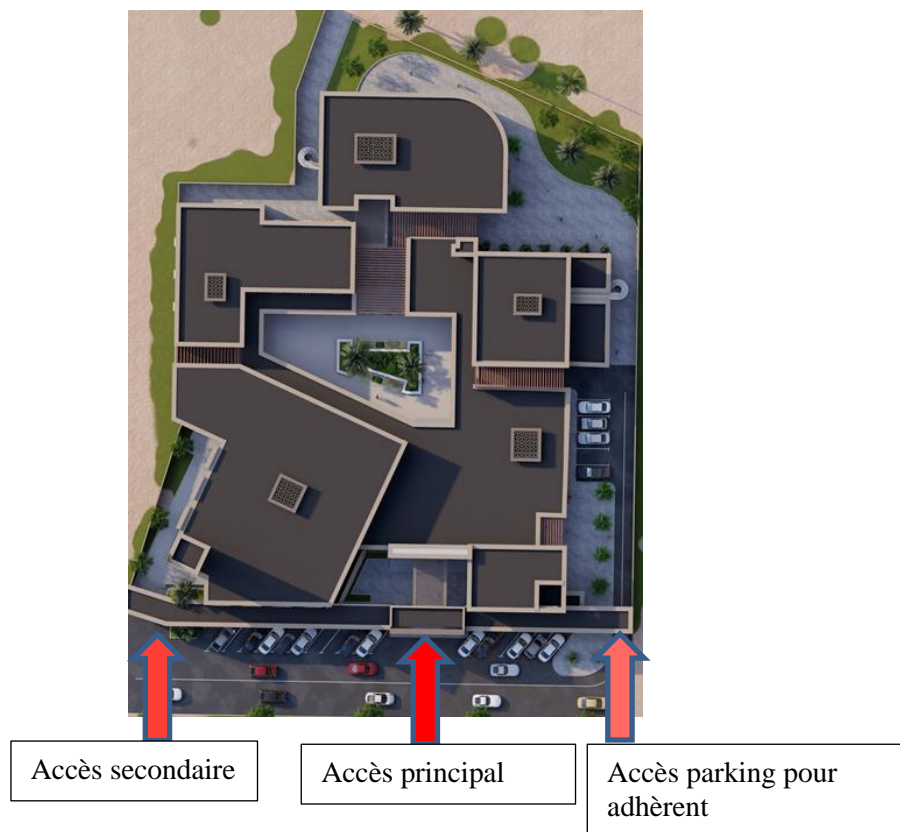 Accès secondaire
Accès principal
Accès parking pour
adhèrent